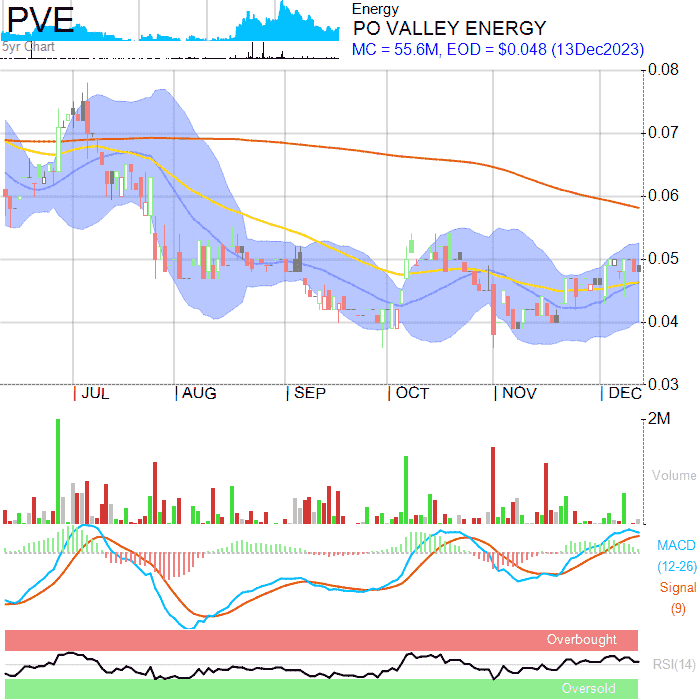 PVE
5yr Chart
Energy
PO VALLEY ENERGY
MC = 55.6M, EOD = $0.048 (13Dec2023)
0.08
0.07
0.06
0.05
0.04
0.03
JUL AUG SEP OCT NOV DEC
2M
Volume
MACD
(12-26)
Signal
(9)
Overbought
RSI(14)
Oversold